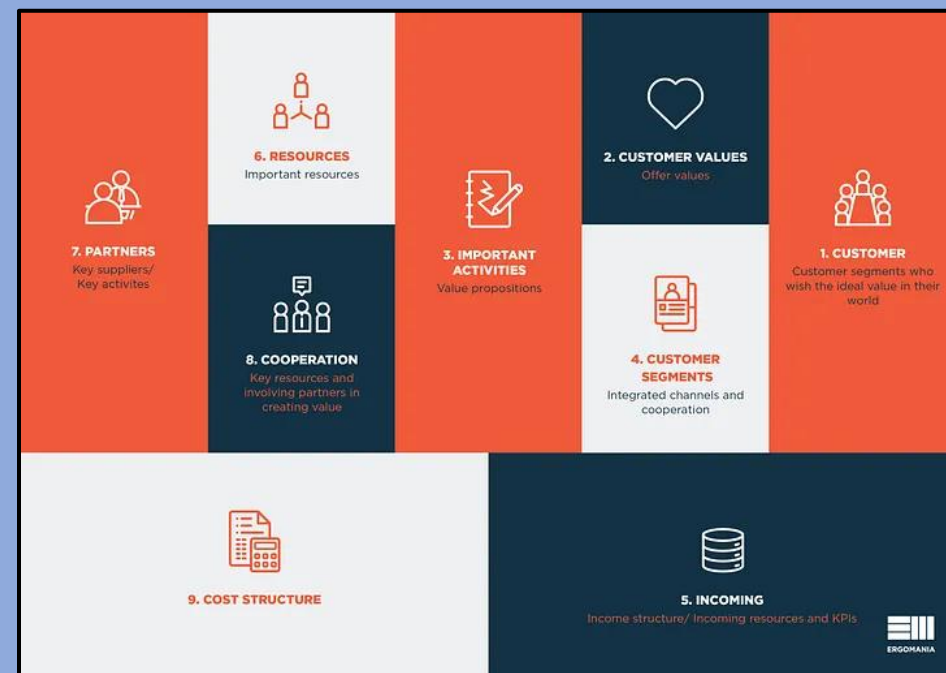 7. PARTNERS
Key suppliers/
Key activites
6. RESOURCES
Important resources
8. COOPERATION
Key resources and
involving partners in
creating value
3. IMPORTANT
ACTIVITIES
Value propositions
2. CUSTOMER VALUES
Offer values
4. CUSTOMER
SEGMENTS
Integrated channels and
cooperation
1. CUSTOMER
Customer segments who
wish the ideal value in their
world
9. COST STRUCTURE
5. INCOMING
Income structure/ Incoming resources and KPIs
ERGOMANIA